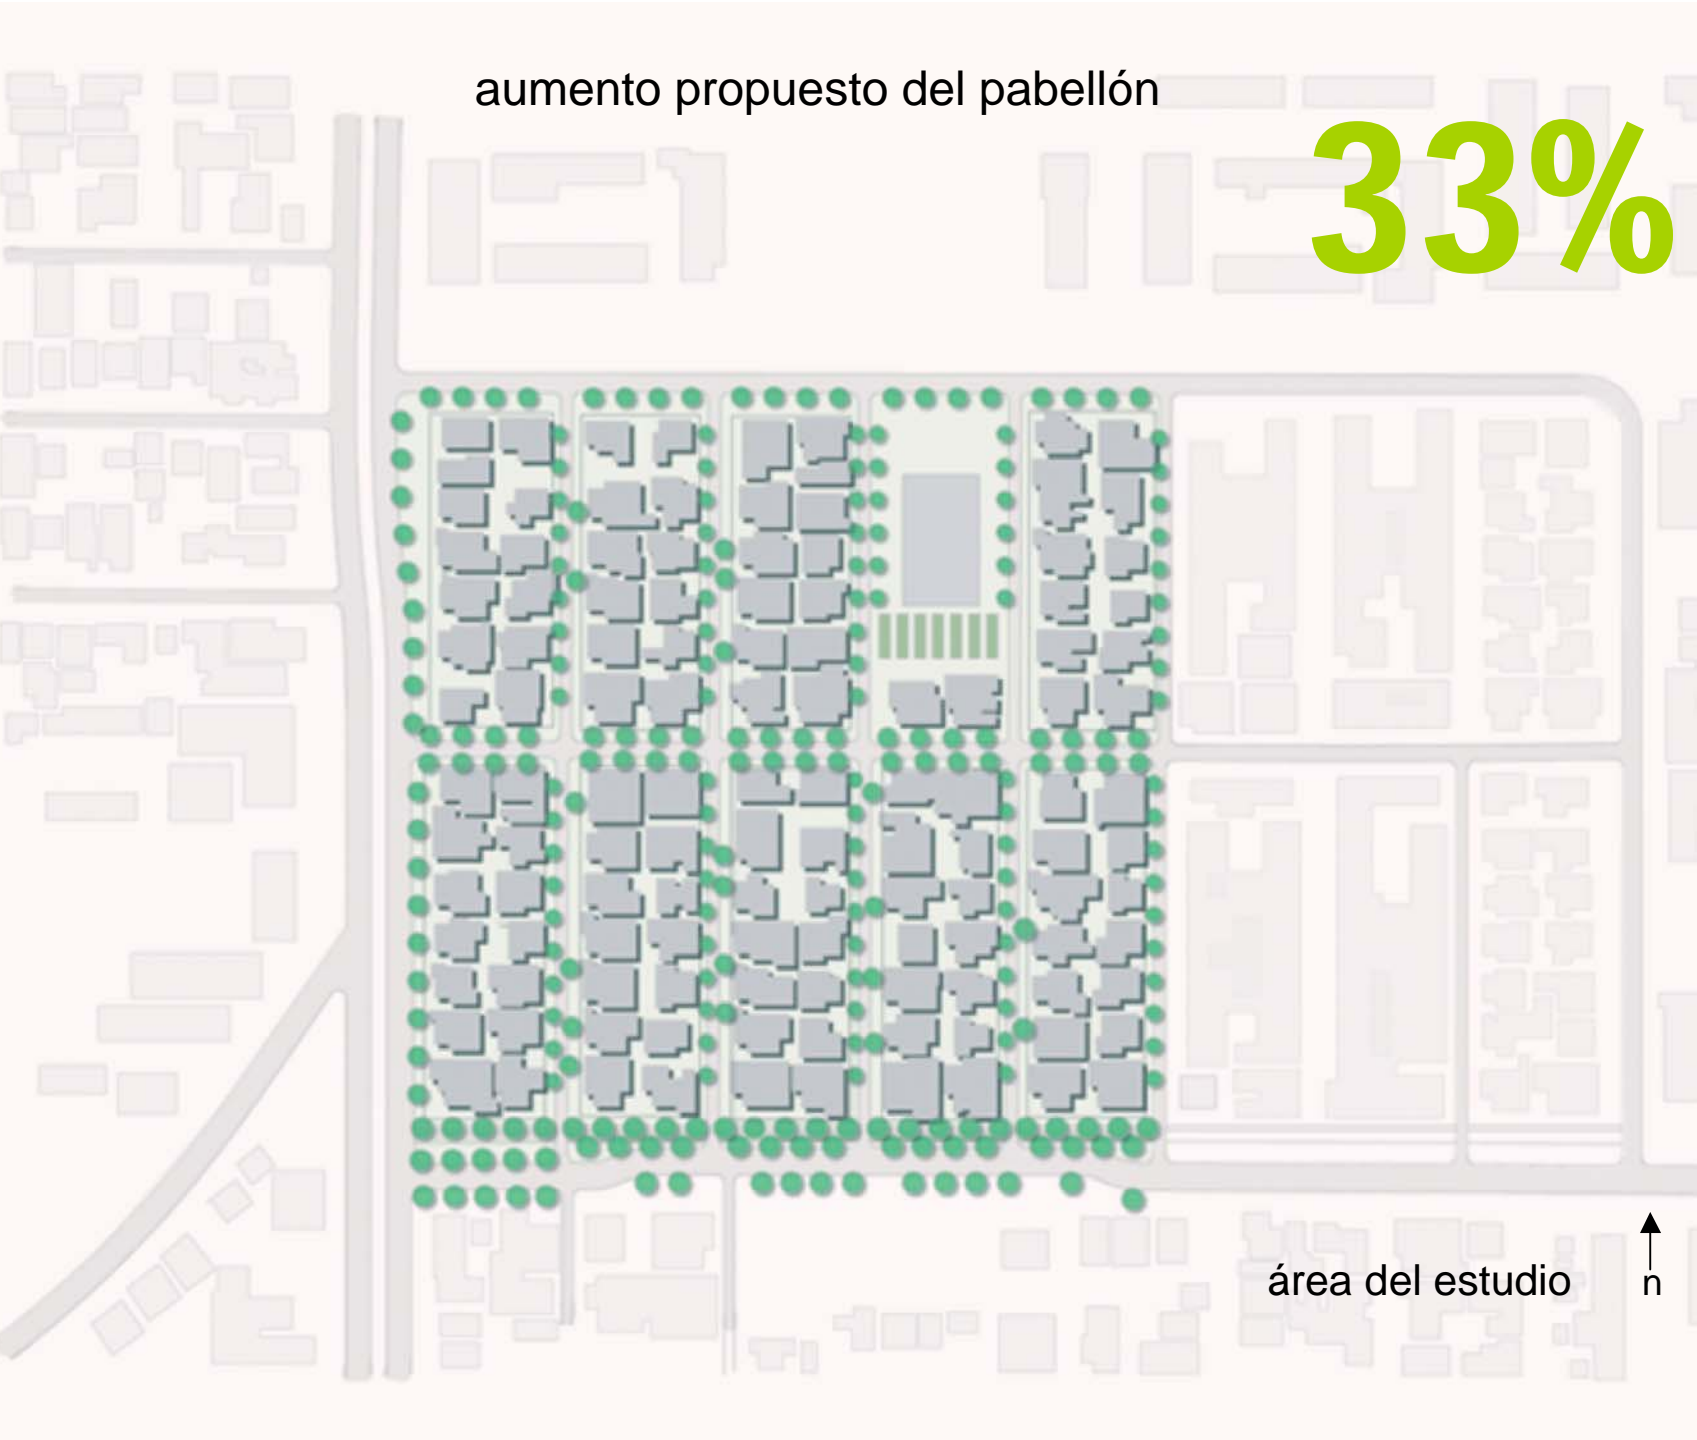 aumento propuesto del pabellón
33%
área del estudio
n